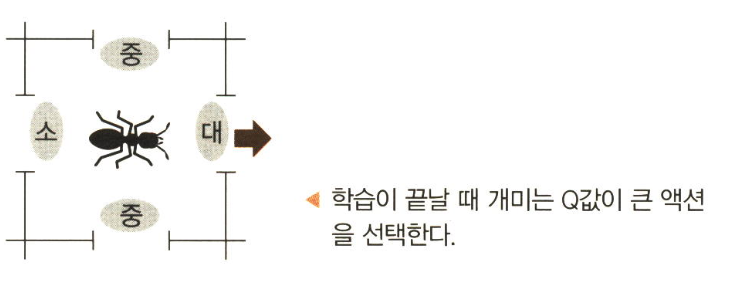 중
소
대
중
◀ 학습이 끝날 때 개미는 Q값이 큰 액션
을 선택한다.